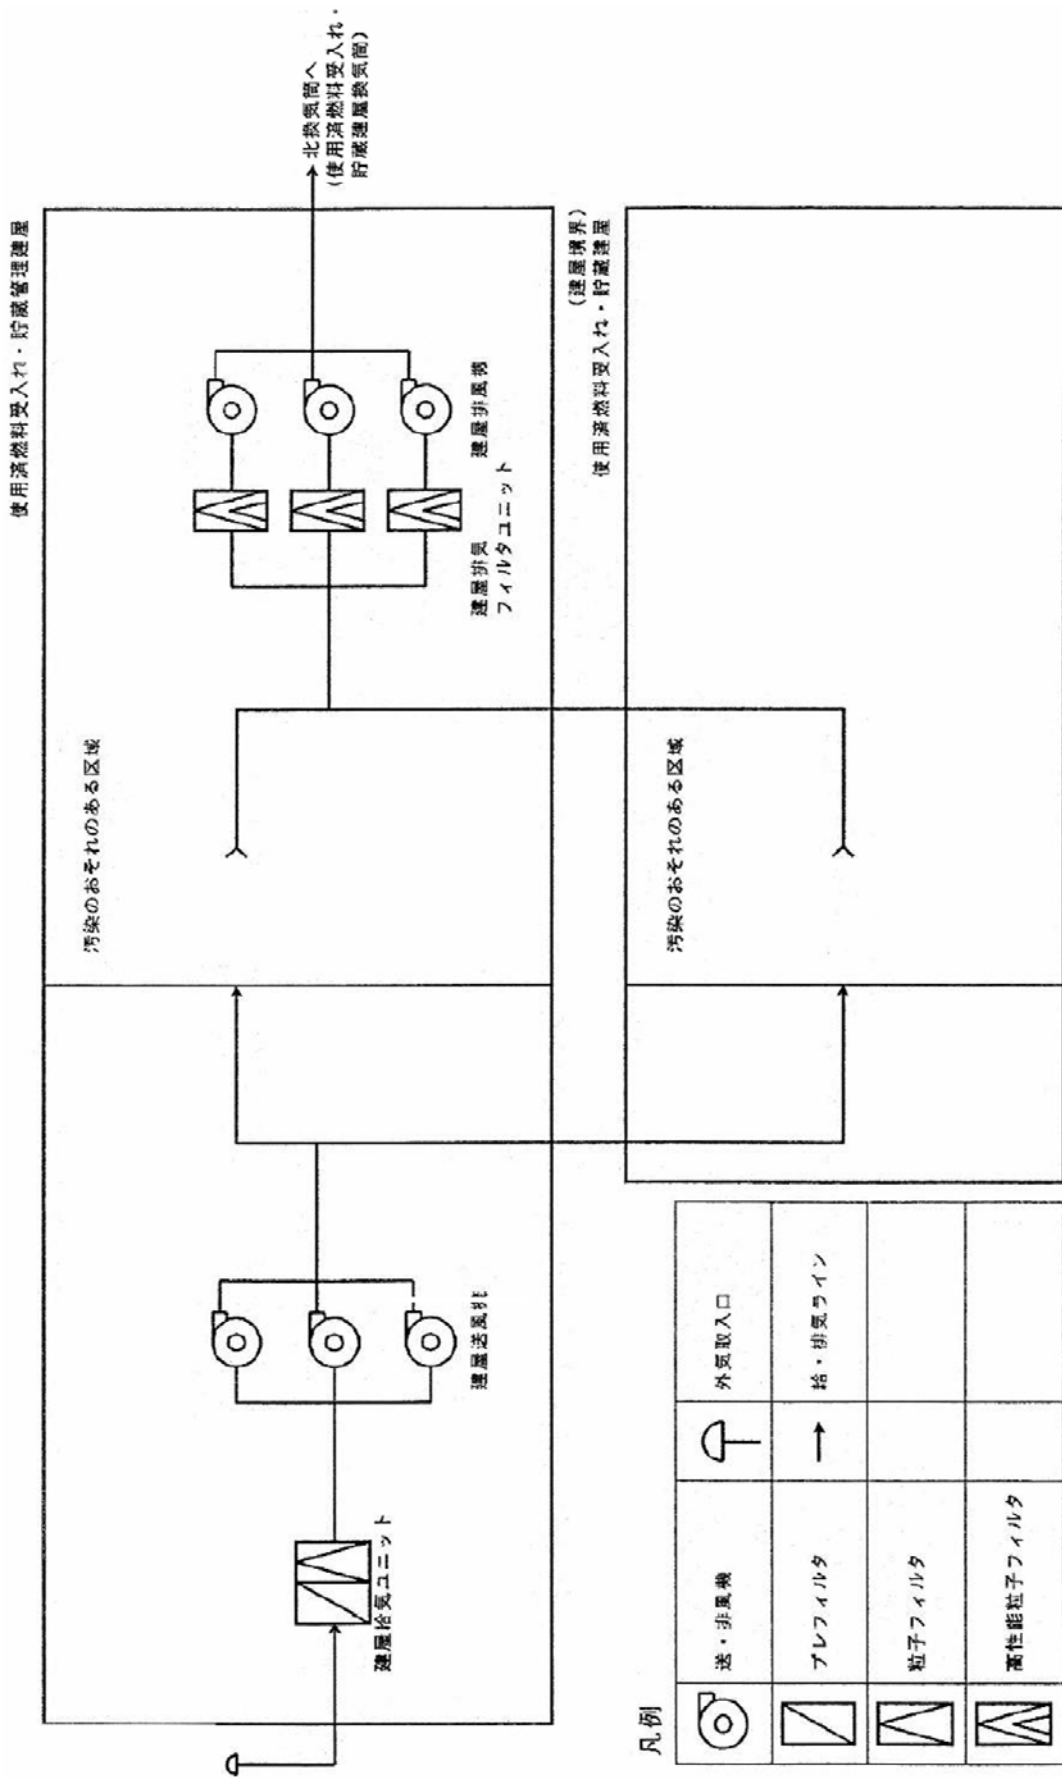 使用済燃料受入れ・貯蔵管理建屋
北換気筒へ
(使用済燃料受入れ・
貯蔵建屋換気筒)
汚染のおそれのある区域
建屋給気ユニット
建屋送風機
建屋排気
フィルタユニット
建屋排風機
(建屋境界)
使用済燃料受入れ・貯蔵建屋
汚染のおそれのある区域
凡例
送・排風機
外気取入口
プレフィルタ
給・排気ライン
粒子フィルタ
高性能粒子フィルタ